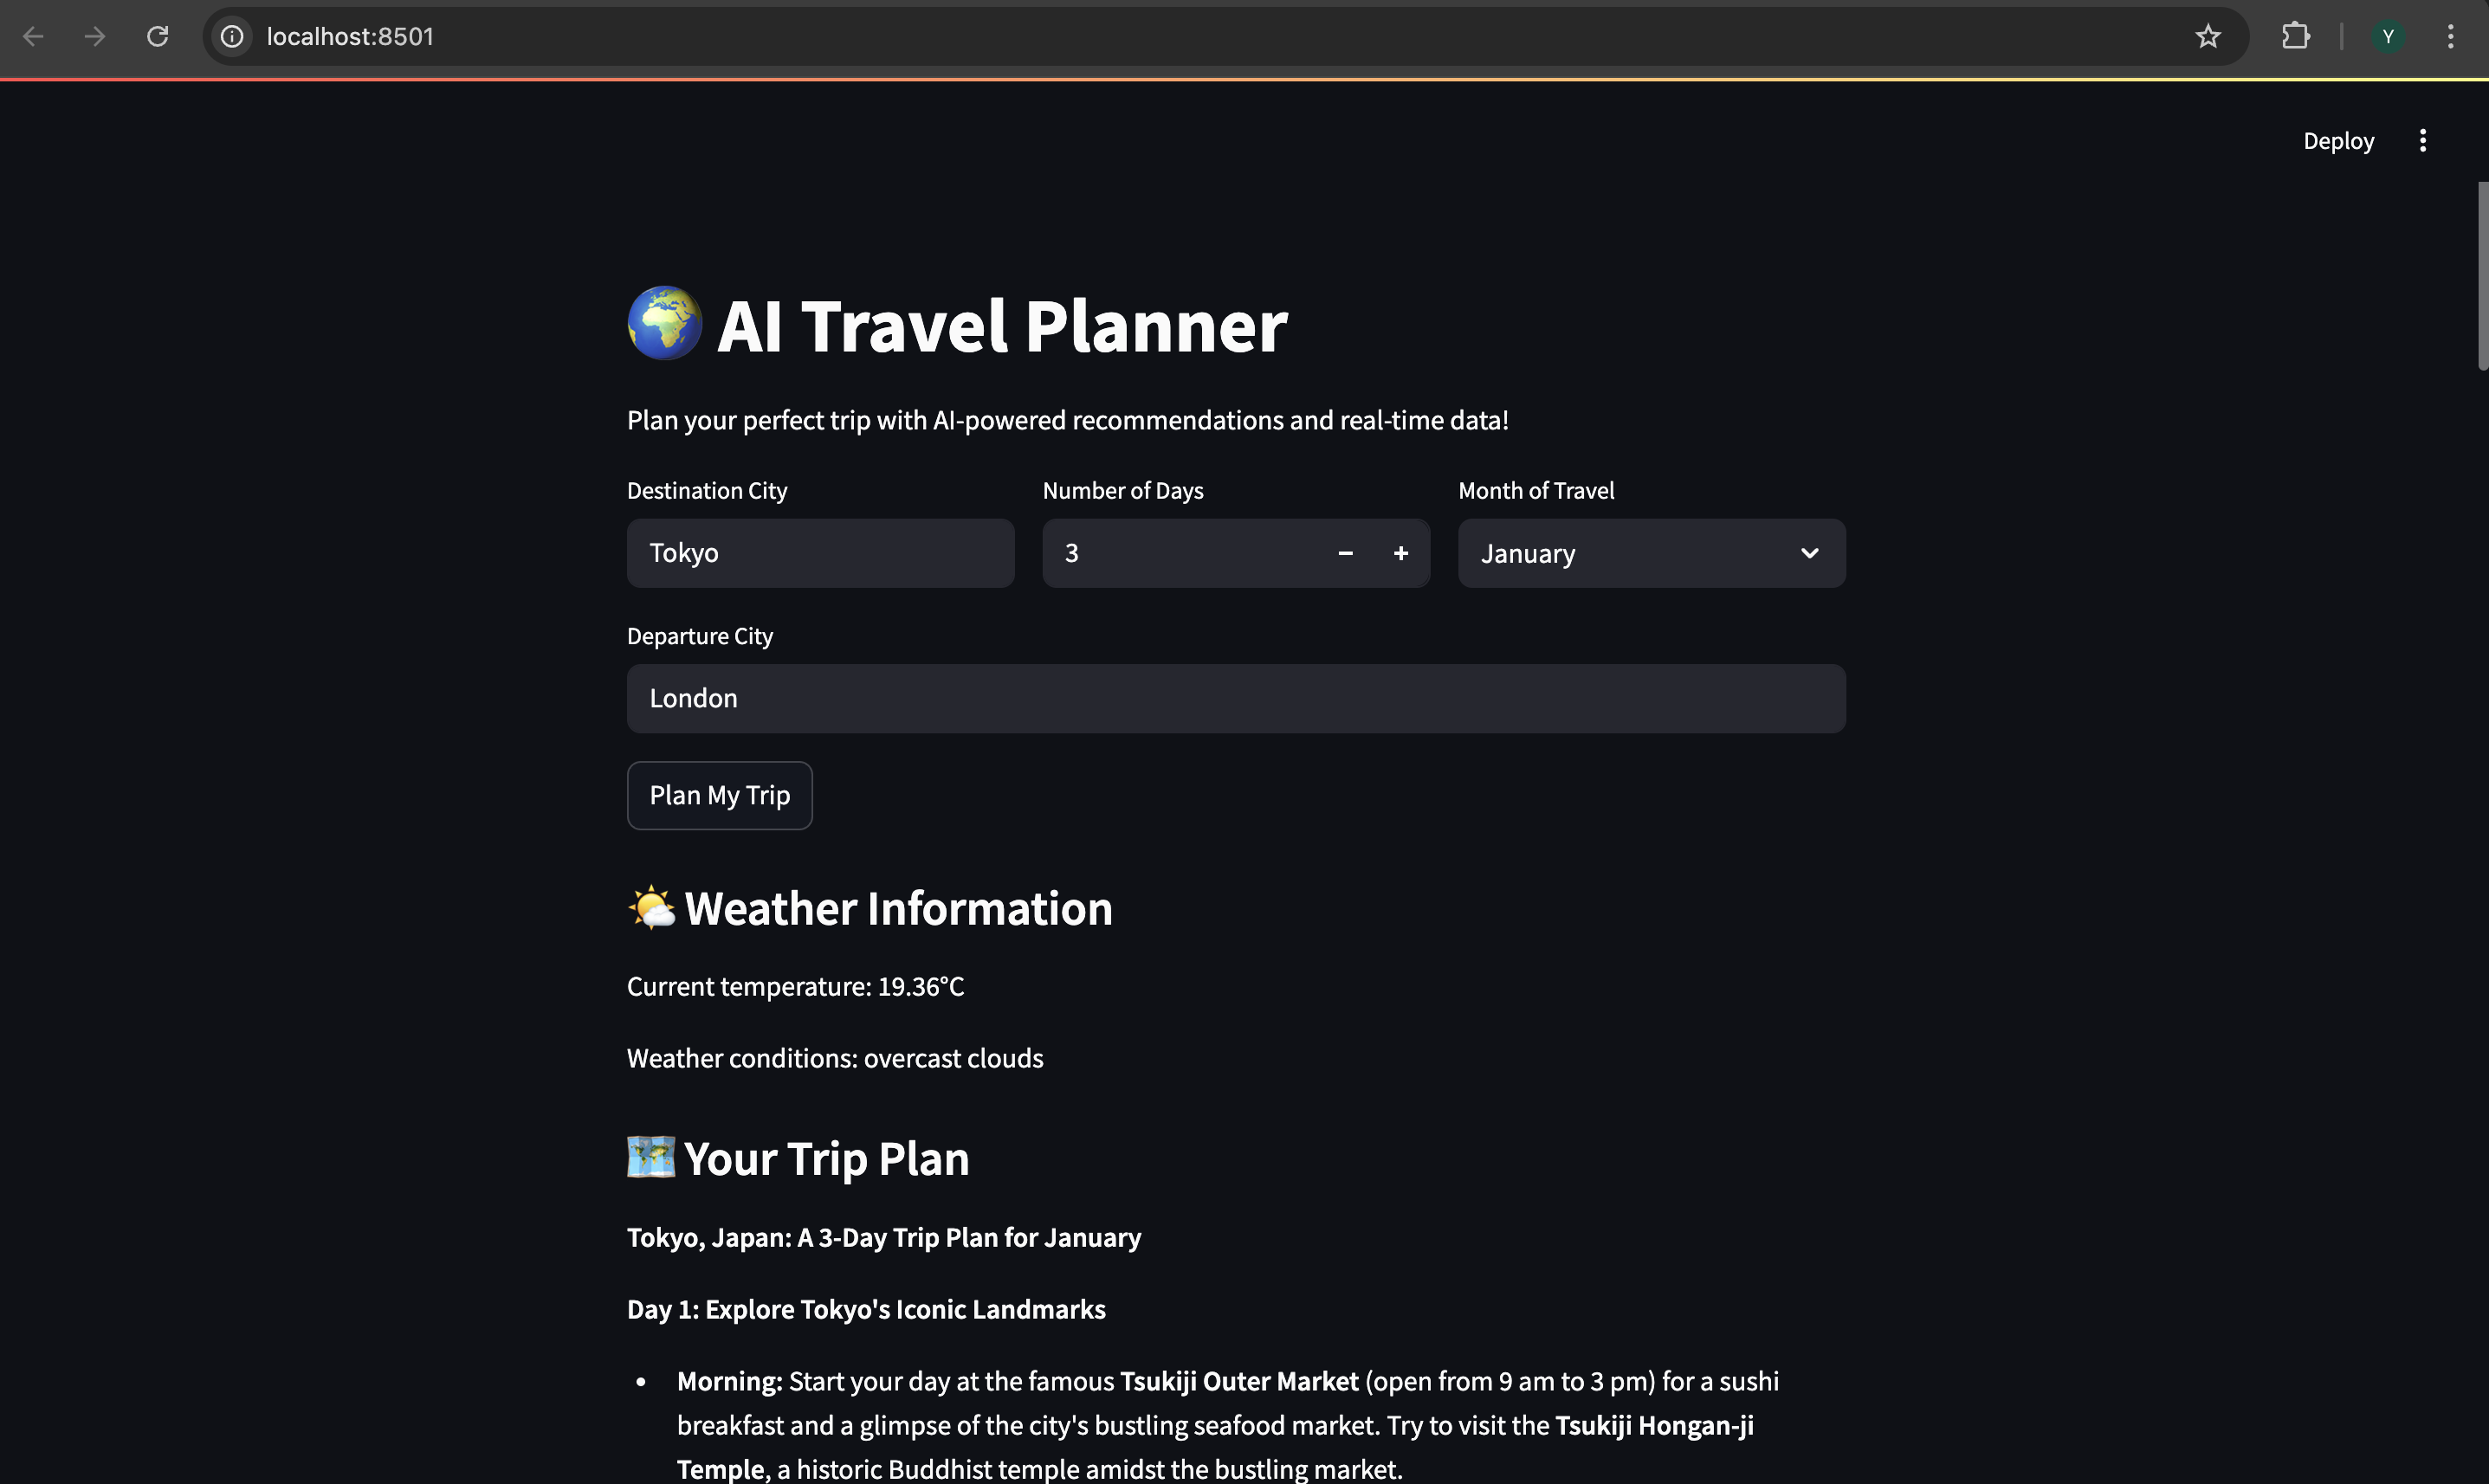 localhost:8501
Y
Deploy
AI Travel Planner
Plan your perfect trip with AI-powered recommendations and real-time data!
Destination City
Number of Days
Month of Travel
Tokyo
3
January
Departure City
London
Plan My Trip
Weather Information
Current temperature: 19.36°C
Weather conditions: overcast clouds
Your Trip Plan
Tokyo, Japan: A 3-Day Trip Plan for January
Day 1: Explore Tokyo's Iconic Landmarks
Morning: Start your day at the famous Tsukiji Outer Market (open from 9 am to 3 pm) for a sushi
breakfast and a glimpse of the city's bustling seafood market. Try to visit the Tsukiji Hongan-ji
Temple, a historic Buddhist temple amidst the bustling market.